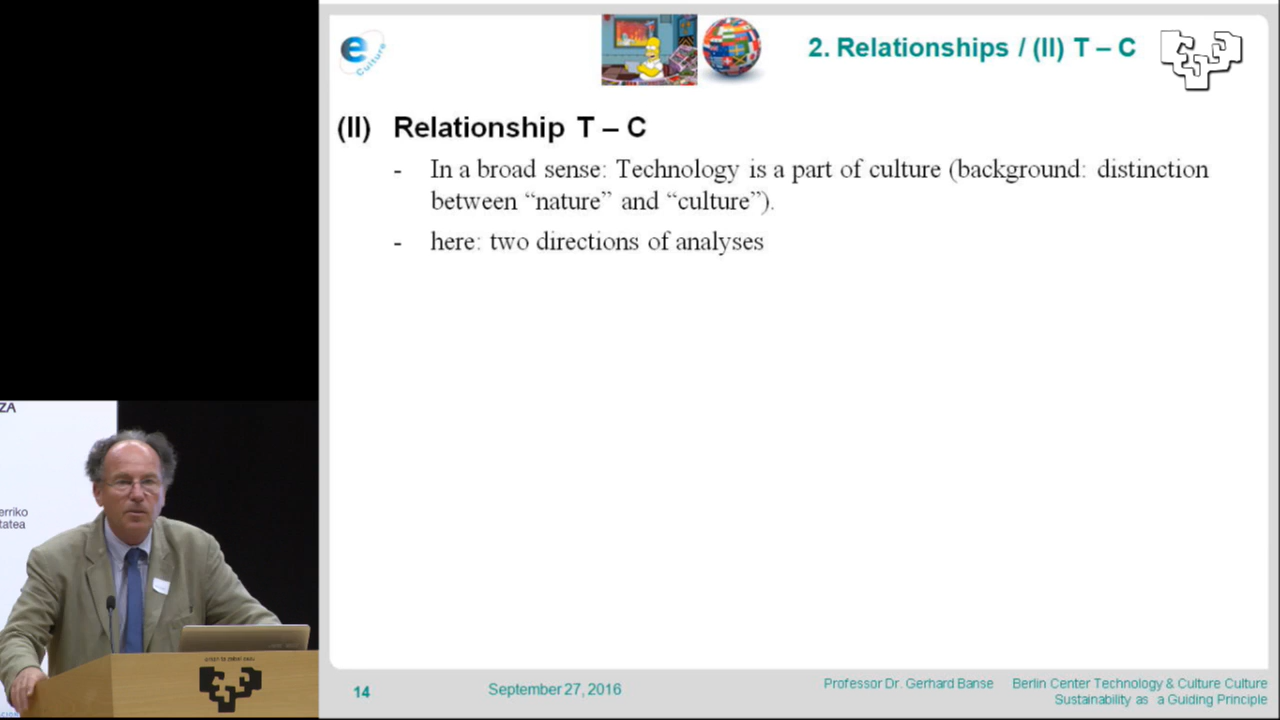 e
Culture
2. Relationships / (II) T – C
(II) Relationship T – C
- In a broad sense: Technology is a part of culture (background: distinction
between “nature” and “culture”).
- here: two directions of analyses
ZA
erriko
tatea
14
September 27, 2016
Professor Dr. Gerhard Banse
Berlin Center Technology & Culture Culture
Sustainability as a Guiding Principle